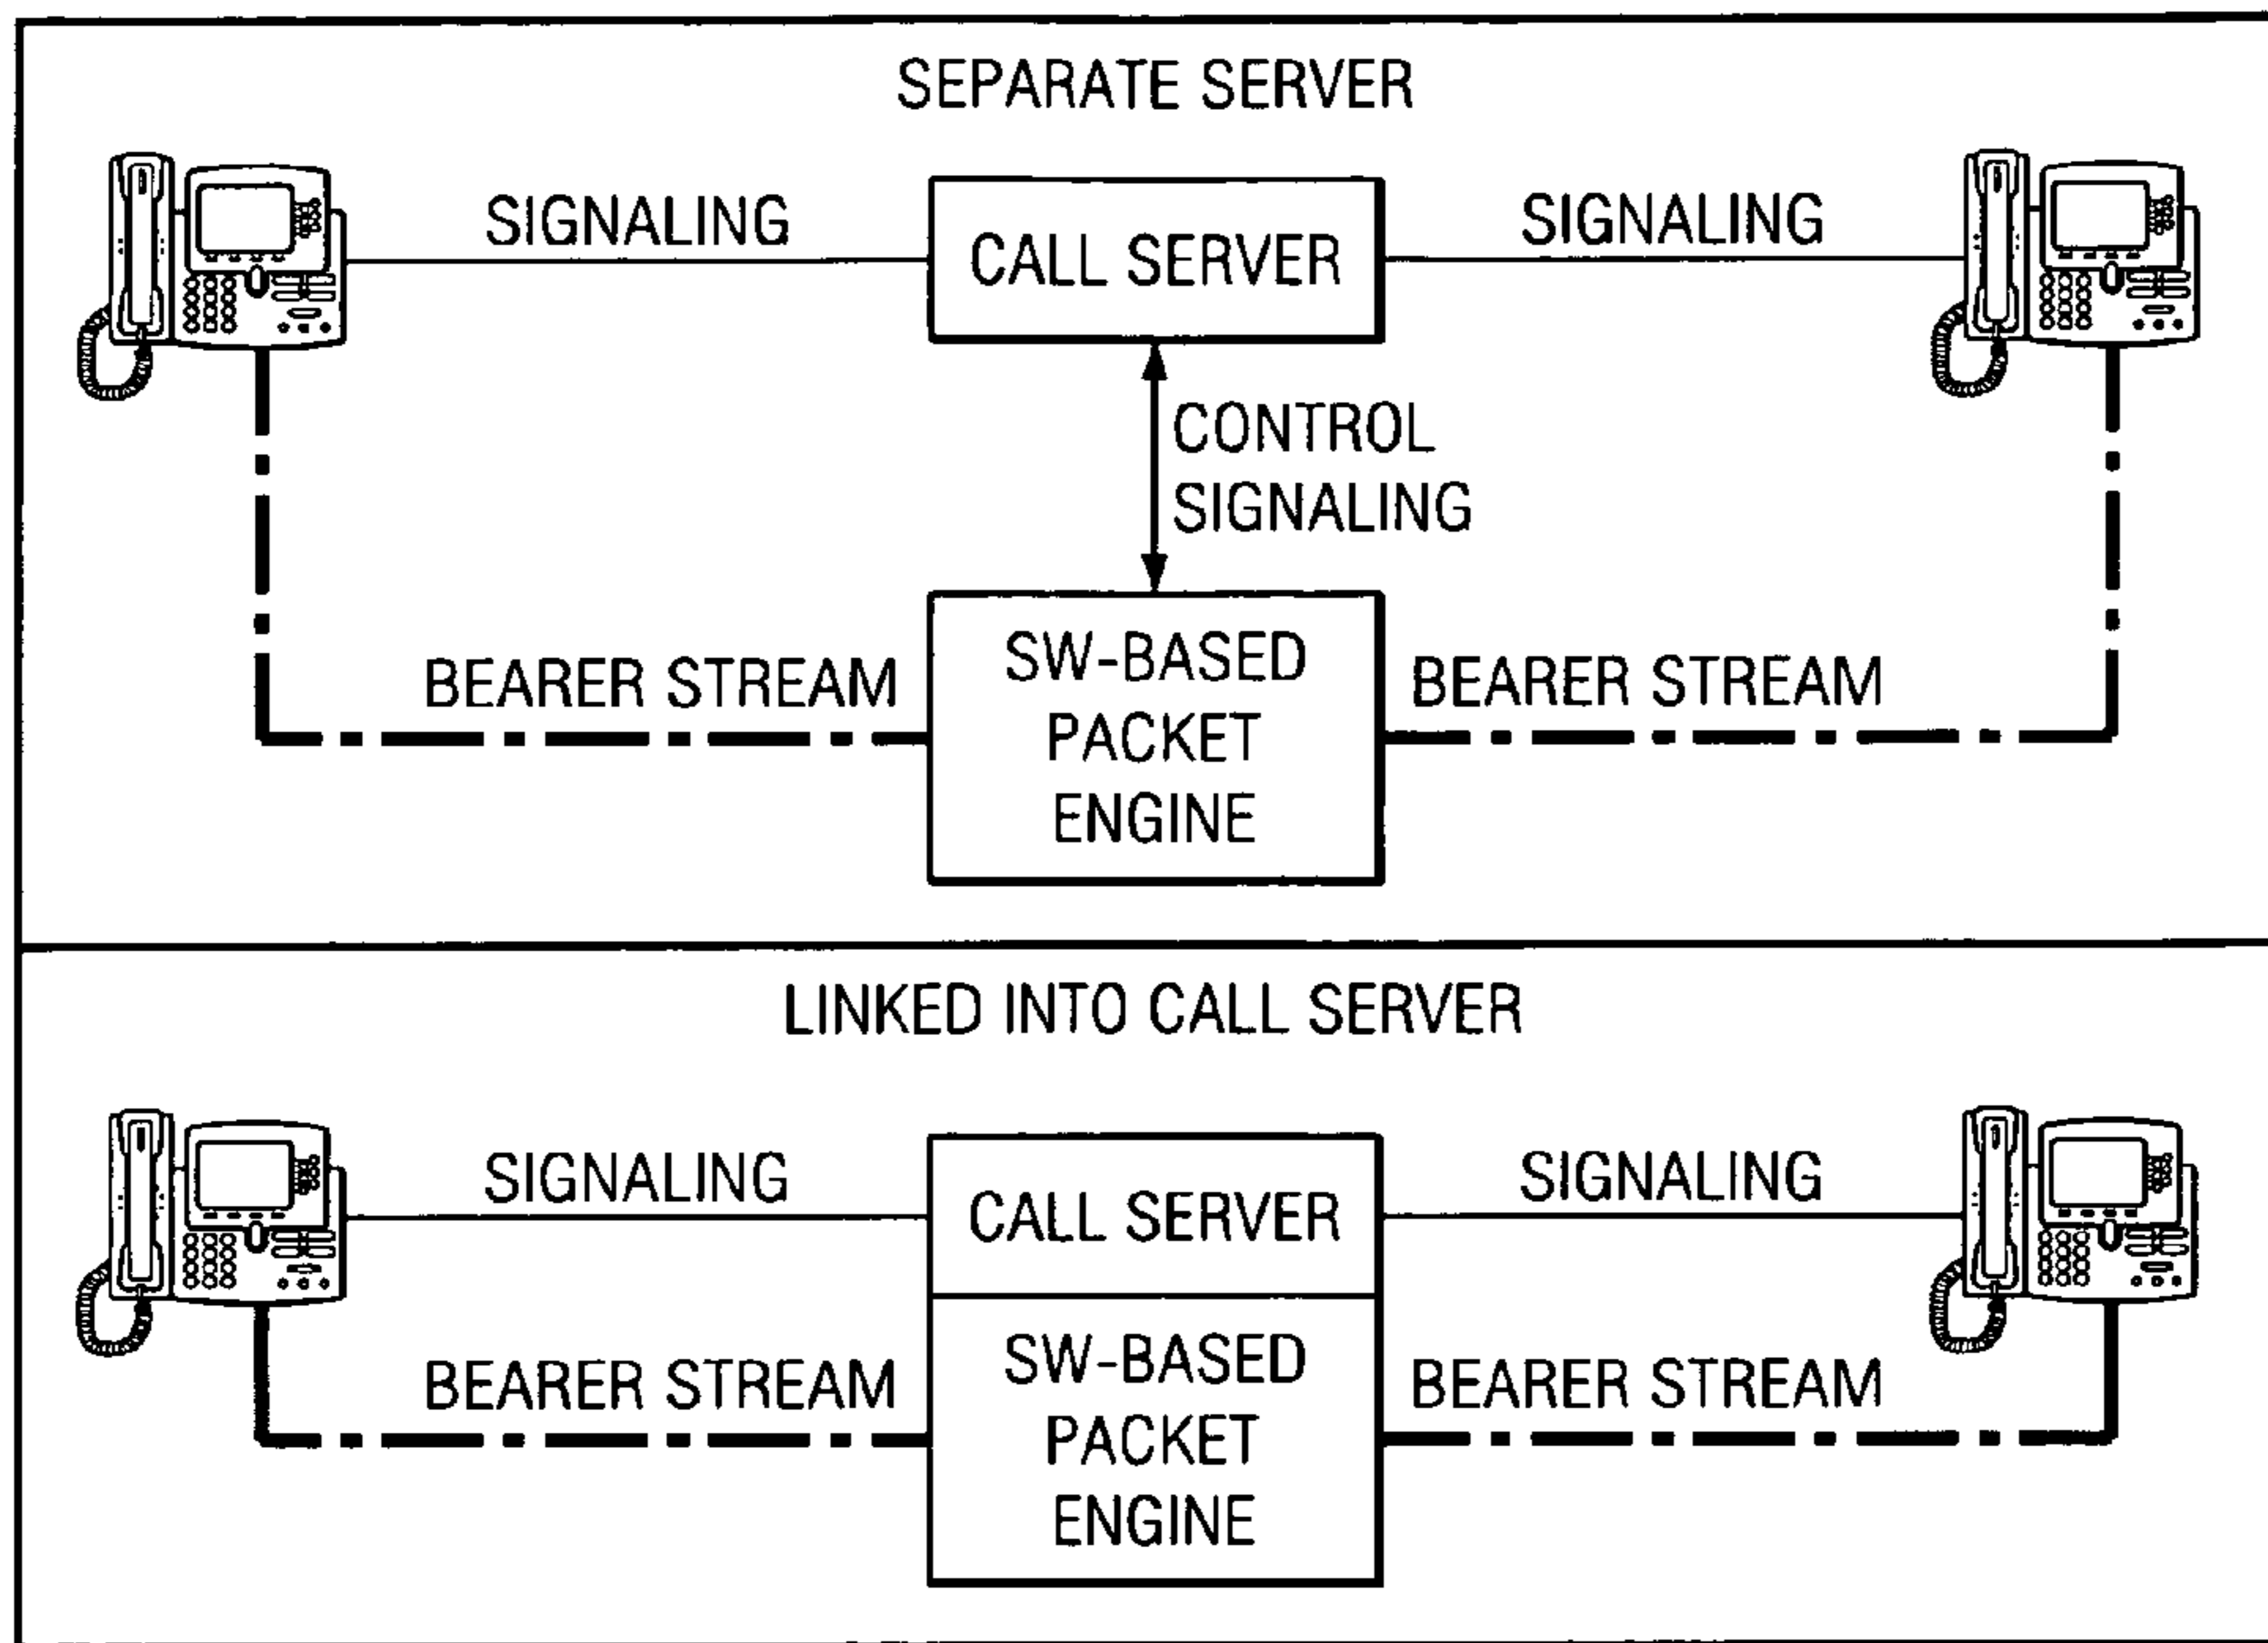 SEPARATE SERVER
SIGNALING
CALL SERVER
SIGNALING
CONTROL
SIGNALING
BEARER STREAM
SW-BASED
PACKET
ENGINE
BEARER STREAM
LINKED INTO CALL SERVER
SIGNALING
CALL SERVER
SIGNALING
BEARER STREAM
SW-BASED
PACKET
ENGINE
BEARER STREAM